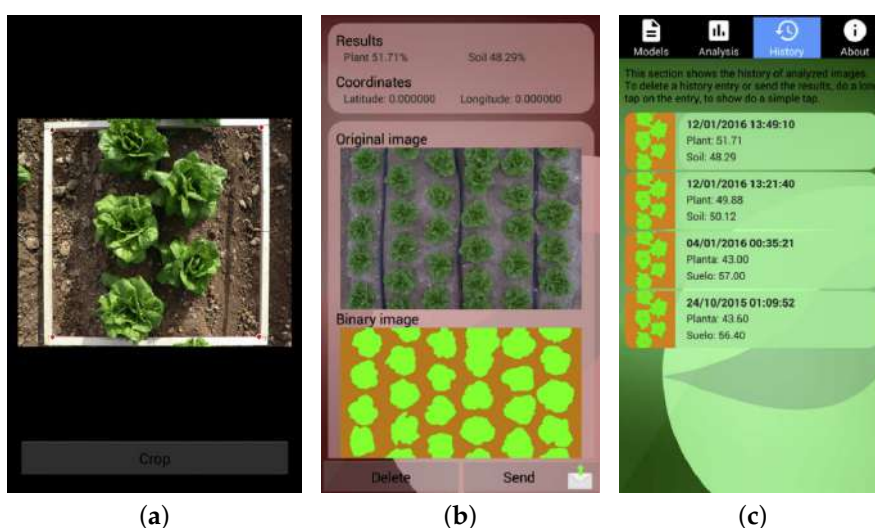 Crop
(a)
Results
Plant 51.71% Soil 48.29%
Coordinates
Latitude: 0.000000 Longitude: 0.000000
Original image
Binary image
Delete Send
(b)
Models Analysis History About
This section shows the history of analyzed images.
To delete a history entry or send the results, do a long
tap on the entry, to show do a simple tap.
12/01/2016 13:49:10
Plant: 51.71
Soil: 48.29
12/01/2016 13:21:40
Plant: 49.88
Soil: 50.12
04/01/2016 00:35:21
Planta: 43.00
Suelo: 57.00
24/10/2015 01:09:52
Planta: 43.60
Suelo: 56.40
(c)